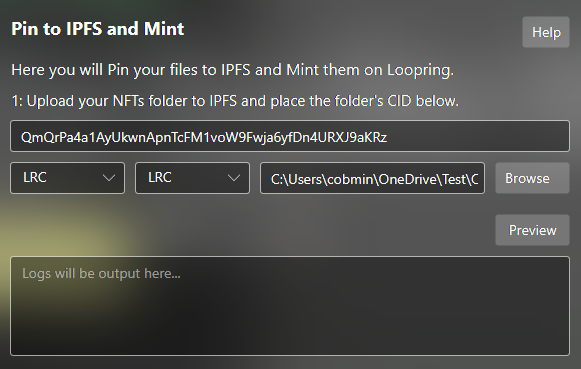 Pin to IPFS and Mint
Help
Here you will Pin your files to IPFS and Mint them on Loopring.
1: Upload your NFTs folder to IPFS and place the folder's CID below.
QmQrPa4a1AyUkwnApnTcFM1voW9Fwja6yfDn4URXJ9aKRz
LRC LRC C:\Users\cobmin\OneDrive\Test\C Browse
Preview
Logs will be output here...